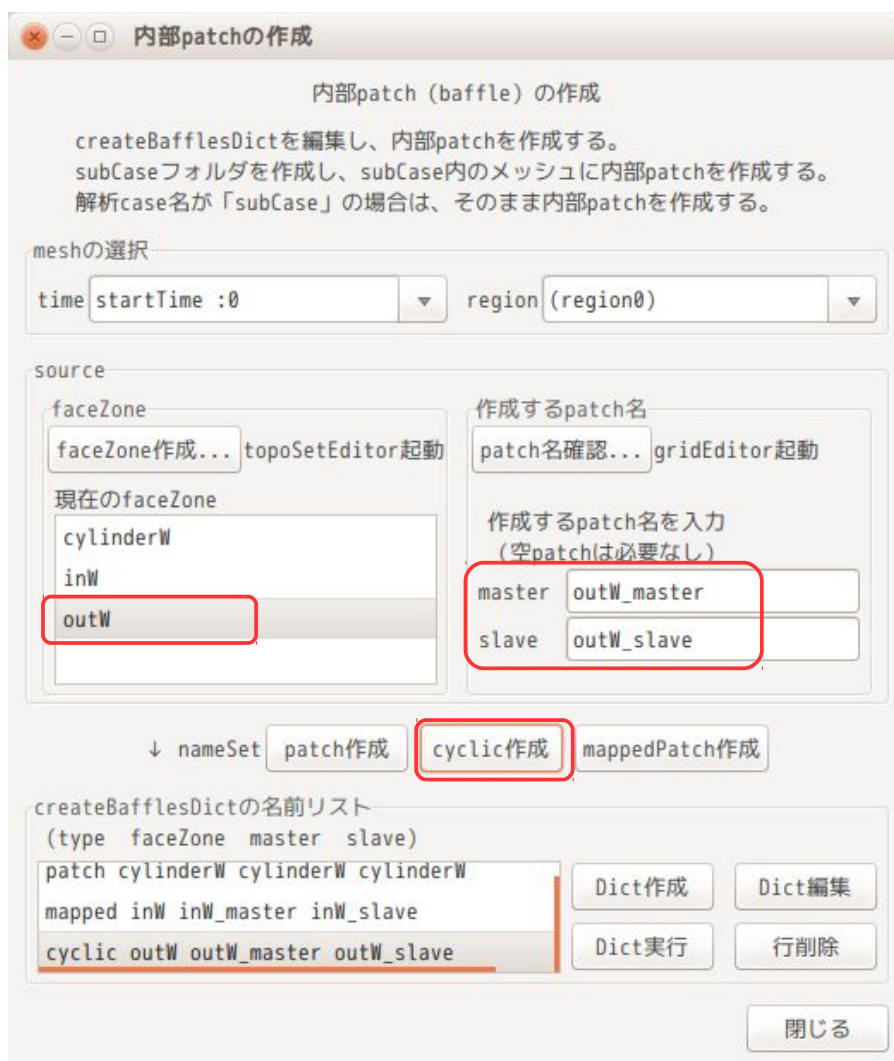 内部patchの作成
内部patch (baffle) の作成
createBafflesDictを編集し、内部patchを作成する。
subCaseフォルダを作成し、subCase内のメッシュに内部patchを作成する。
解析case名が「subCase」の場合は、そのまま内部patchを作成する。
meshの選択
time startTime :0 region (region0)
source
faceZone
faceZone作成... topoSetEditor起動
現在のfaceZone
cylinderW
inW
outW
作成するpatch名
patch名確認... gridEditor起動
作成するpatch名を入力
（空patchは必要なし）
master outW_master
slave outW_slave
↓ nameSet patch作成 cyclic作成 mappedPatch作成
createBafflesDictの名前リスト
(type faceZone master slave)
patch cylinderW cylinderW cylinderW
mapped inW inW_master inW_slave
cyclic outW outW_master outW_slave
Dict作成 Dict編集
Dict実行 行削除
閉じる